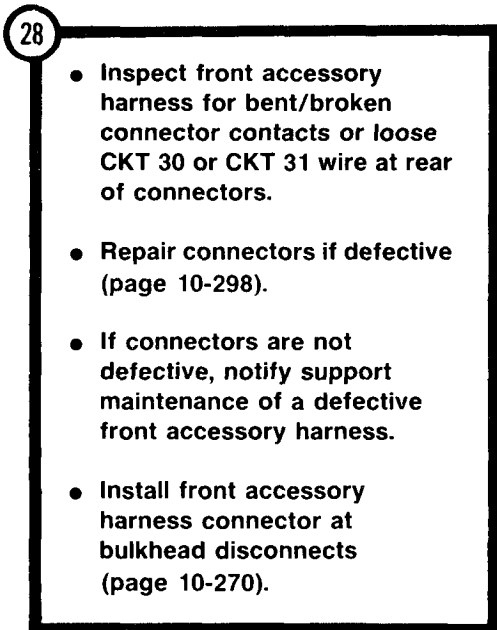 28
● Inspect front accessory
harness for bent/broken
connector contacts or loose
CKT 30 or CKT 31 wire at rear
of connectors.
● Repair connectors if defective
(page 10-298).
● If connectors are not
defective, notify support
maintenance of a defective
front accessory harness.
● Install front accessory
harness connector at
bulkhead disconnects
(page 10-270).